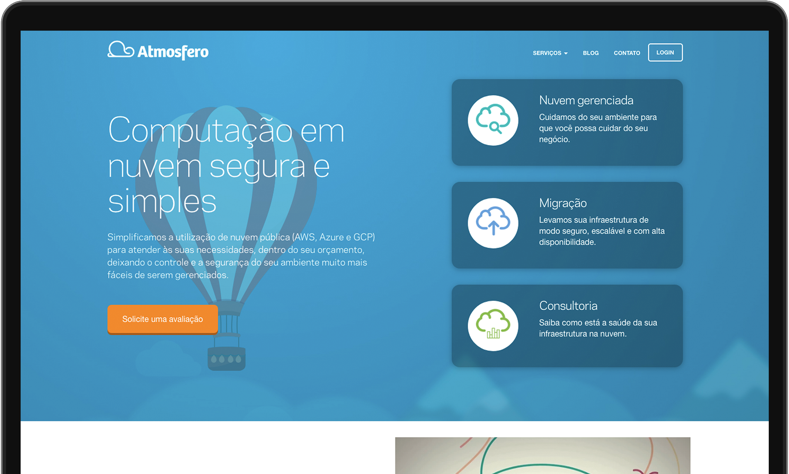 Atmosfero
SERVIÇOS
BLOG
CONTATO
LOGIN
Computação em
nuvem segura e
simples
Simplificamos a utilização de nuvem pública (AWS, Azure e GCP)
para atender às suas necessidades, dentro do seu orçamento,
deixando o controle e a segurança do seu ambiente muito mais
fáceis de serem gerenciados.
Solicite uma avaliação
Nuvem gerenciada
Cuidamos do seu ambiente para
que você possa cuidar do seu
negócio.
Migração
Levamos sua infraestrutura de
modo seguro, escalável e com alta
disponibilidade.
Consultoria
Saiba como está a saúde da sua
infraestrutura na nuvem.